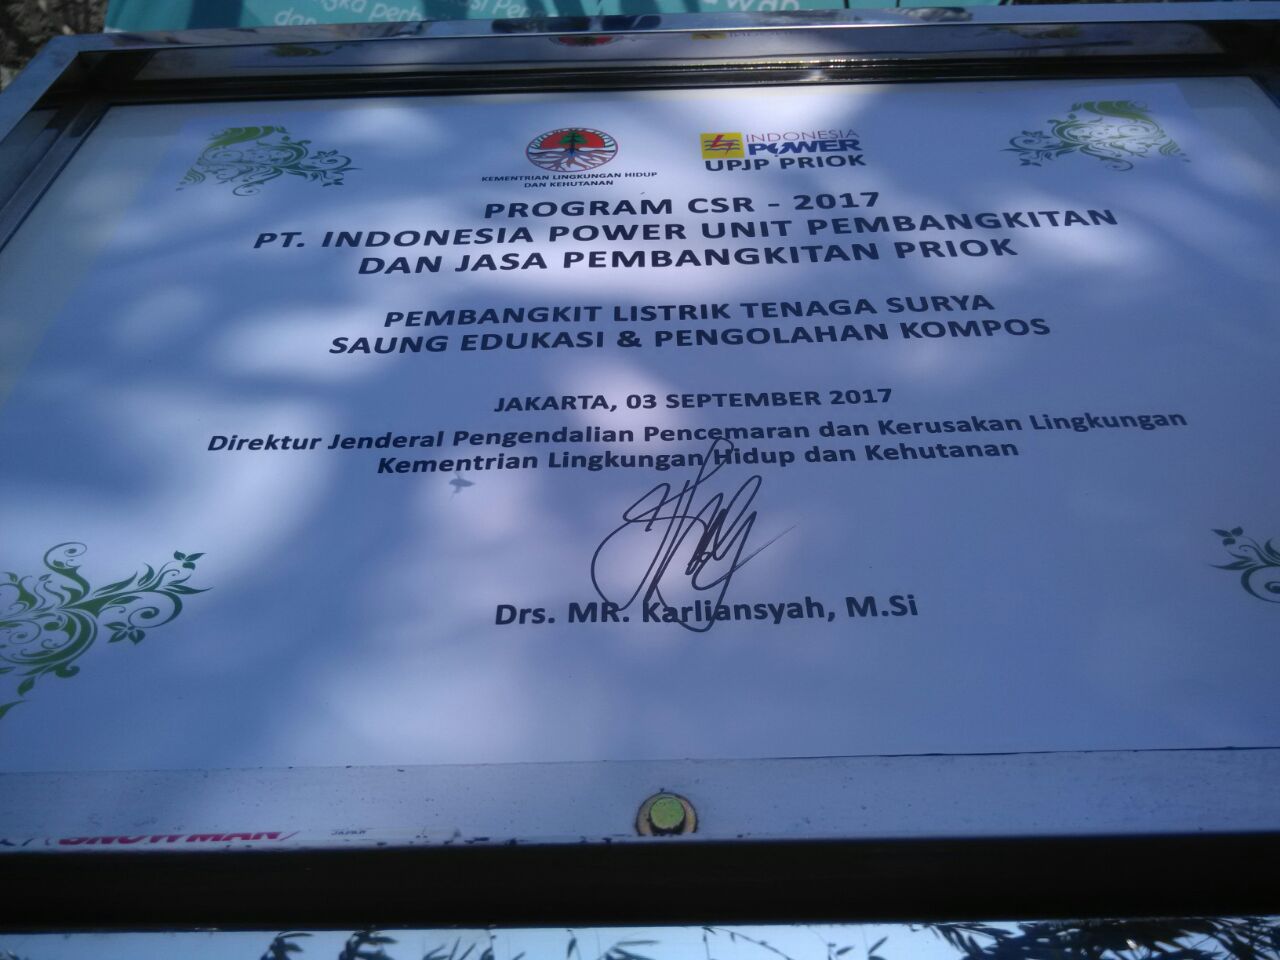 KEMENTRIAN LINGKUNGAN HIDUP
DAN KEHUTANAN
INDONESIA
POWER
UPJP PRIOK
PROGRAM CSR - 2017
PT. INDONESIA POWER UNIT PEMBANGKITAN
DAN JASA PEMBANGKITAN PRIOK
PEMBANGKIT LISTRIK TENAGA SURYA
SAUNG EDUKASI & PENGOLAHAN KOMPOS
JAKARTA, 03 SEPTEMBER 2017
Direktur Jenderal Pengendalian Pencemaran dan Kerusakan Lingkungan
Kementrian Lingkungan Hidup dan Kehutanan
Drs. MR. Karliansyah, M.Si
SNOWMAN JAPAN